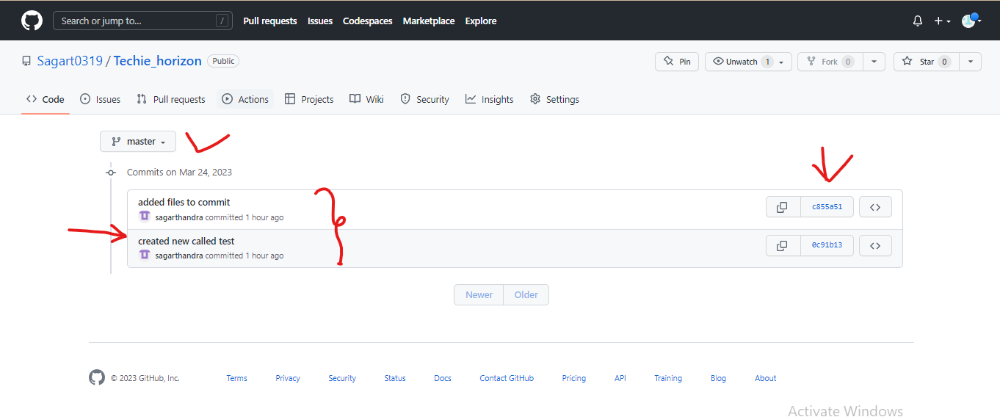 Search or jump to... / Pull requests Issues Codespaces Marketplace Explore
Sagart0319 / Techie_horizon Public Pin Unwatch 1 Fork 0 Star 0
Code Issues Pull requests Actions Projects Wiki Security Insights Settings
master
Commits on Mar 24, 2023
added files to commit
sagarthandra committed 1 hour ago
c855a51
created new called test
sagarthandra committed 1 hour ago
0c91b13
Newer Older
© 2023 GitHub, Inc. Terms Privacy Security Status Docs Contact GitHub Pricing API Training Blog About
Activate Windows